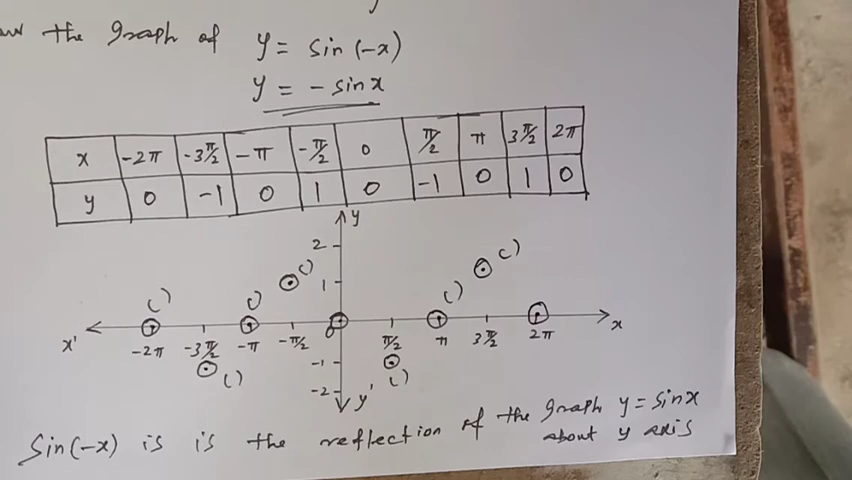 the graph of y = sin(-x)
y = - sinx
x -2π -3π/2 -π -π/2 0 π/2 π 3π/2 2π
y 0 -1 0 1 0 -1 0 1 0
y
2
( )
( )
1
( )
( )
( )
x' -2π -3π/2 -π -π/2 0 π/2 π 3π/2 2π x
-1
( )
( )
-2
y'
Sin(-x) is is the reflection of the graph y = sinx
about y axis